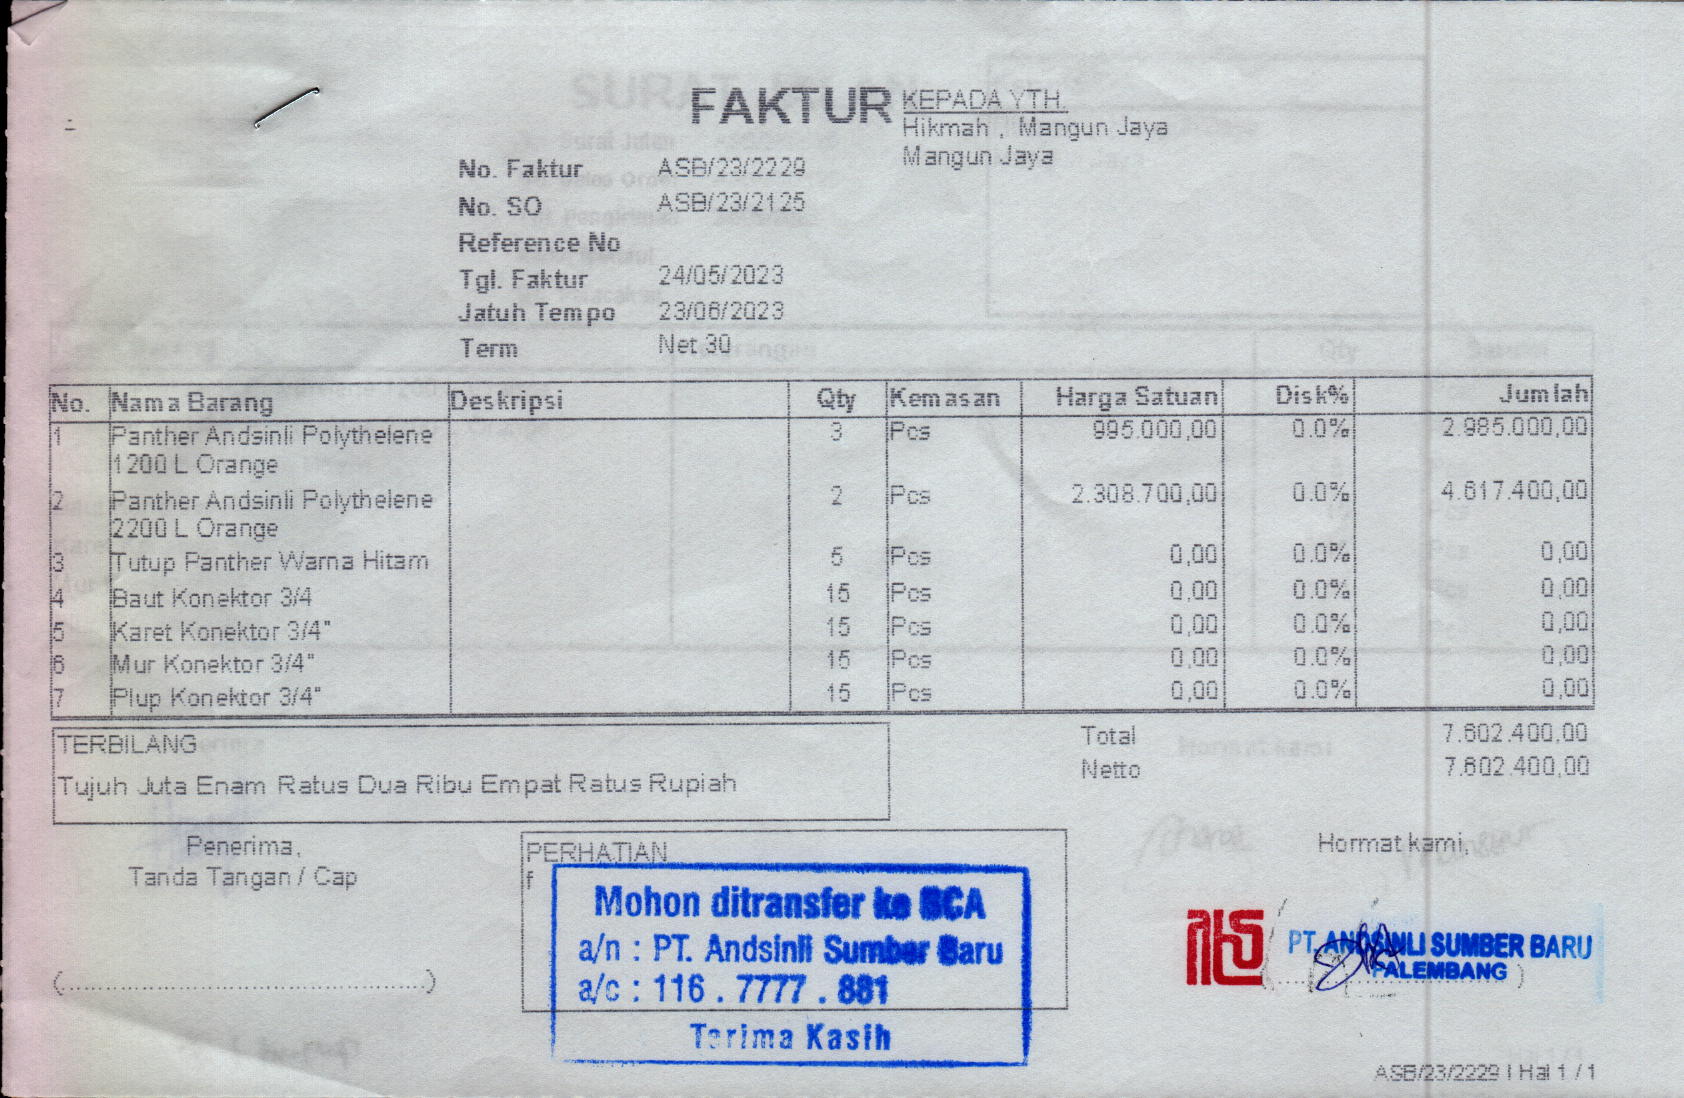 FAKTUR
KEPADA YTH.
Hikmah , Mangun Jaya
Mangun Jaya
No. Faktur ASB/23/2229
No. SO ASB/23/2125
Reference No
Tgl. Faktur 24/05/2023
Jatuh Tempo 23/06/2023
Term Net 30
No. Nama Barang Deskripsi Qty Kemasan Harga Satuan Disk% Jumlah
1 Panther Andsinli Polythelene 3 Pcs 995.000,00 0.0% 2.985.000,00
1200 L Orange
2 Panther Andsinli Polythelene 2 Pcs 2.308.700,00 0.0% 4.617.400,00
2200 L Orange
3 Tutup Panther Warna Hitam 5 Pcs 0,00 0.0% 0,00
4 Baut Konektor 3/4 15 Pcs 0,00 0.0% 0,00
5 Karet Konektor 3/4" 15 Pcs 0,00 0.0% 0,00
6 Mur Konektor 3/4" 15 Pcs 0,00 0.0% 0,00
7 Plup Konektor 3/4" 15 Pcs 0,00 0.0% 0,00
TERBILANG
Tujuh Juta Enam Ratus Dua Ribu Empat Ratus Rupiah
Total 7.602.400,00
Netto 7.602.400,00
Penerima,
Tanda Tangan / Cap
(....................)
PERHATIAN
f
Mohon ditransfer ke BCA
a/n : PT. Andsinli Sumber Baru
a/c : 116 . 7777 . 881
Terima Kasih
Hormat kami,
PT. ANDSINLI SUMBER BARU
PALEMBANG
ASB/23/2229 | Hal 1 / 1